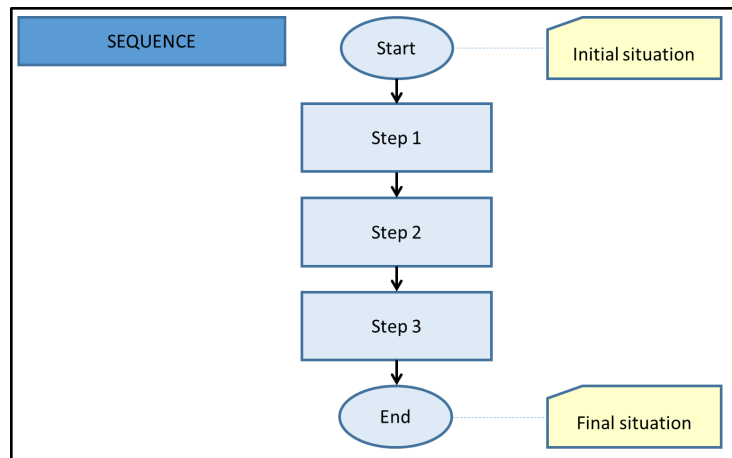 SEQUENCE
Start
Initial situation
Step 1
Step 2
Step 3
End
Final situation